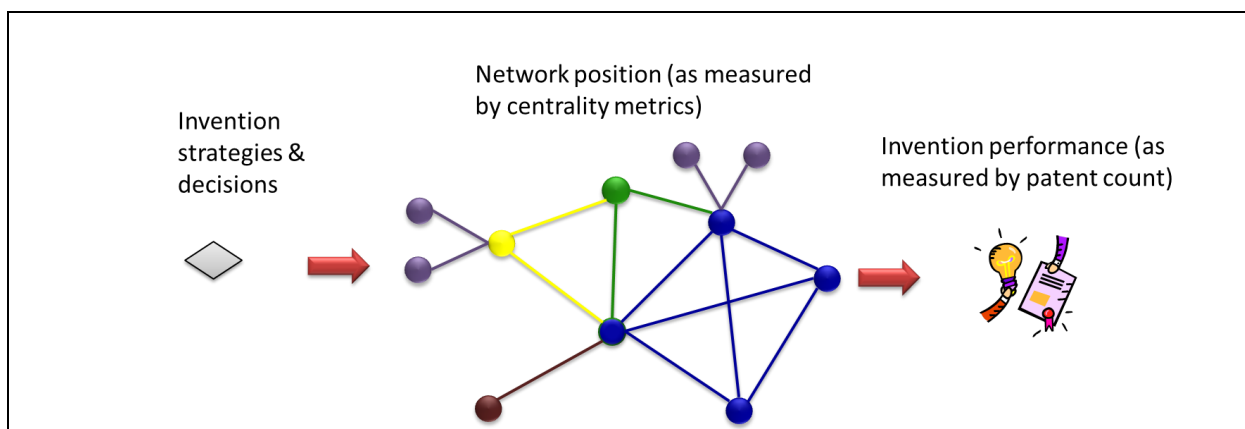 Network position (as measured
by centrality metrics)
Invention
strategies &
decisions
Invention performance (as
measured by patent count)